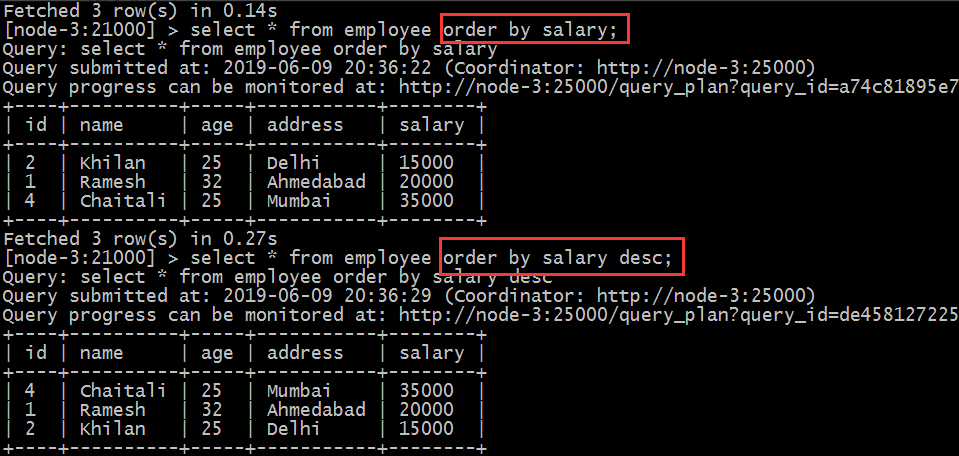 Fetched 3 row(s) in 0.14s
[node-3:21000] > select * from employee order by salary;
Query: select * from employee order by salary
Query submitted at: 2019-06-09 20:36:22 (Coordinator: http://node-3:25000)
Query progress can be monitored at: http://node-3:25000/query_plan?query_id=a74c81895e7
+----+----------+-----+-----------+--------+
| id | name     | age | address   | salary |
+----+----------+-----+-----------+--------+
| 2  | Khilan   | 25  | Delhi     | 15000  |
| 1  | Ramesh   | 32  | Ahmedabad | 20000  |
| 4  | Chaitali | 25  | Mumbai    | 35000  |
+----+----------+-----+-----------+--------+
Fetched 3 row(s) in 0.27s
[node-3:21000] > select * from employee order by salary desc;
Query: select * from employee order by salary desc
Query submitted at: 2019-06-09 20:36:29 (Coordinator: http://node-3:25000)
Query progress can be monitored at: http://node-3:25000/query_plan?query_id=de458127225
+----+----------+-----+-----------+--------+
| id | name     | age | address   | salary |
+----+----------+-----+-----------+--------+
| 4  | Chaitali | 25  | Mumbai    | 35000  |
| 1  | Ramesh   | 32  | Ahmedabad | 20000  |
| 2  | Khilan   | 25  | Delhi     | 15000  |
+----+----------+-----+-----------+--------+